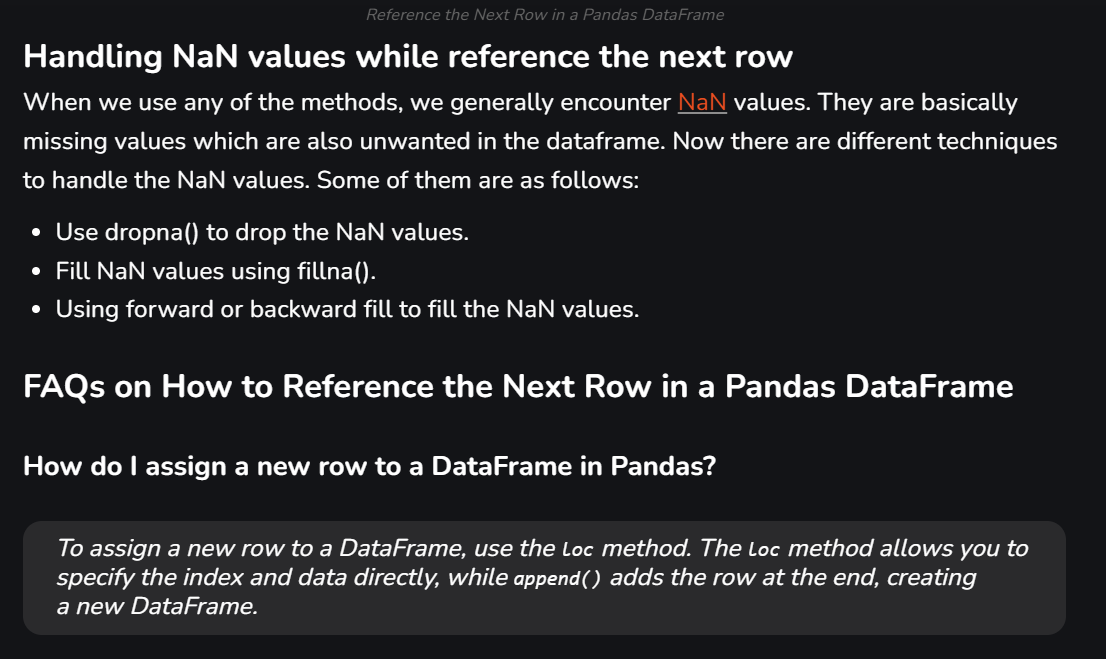 Reference the Next Row in a Pandas DataFrame
Handling NaN values while reference the next row
When we use any of the methods, we generally encounter NaN values. They are basically
missing values which are also unwanted in the dataframe. Now there are different techniques
to handle the NaN values. Some of them are as follows:
• Use dropna() to drop the NaN values.
• Fill NaN values using fillna().
• Using forward or backward fill to fill the NaN values.
FAQs on How to Reference the Next Row in a Pandas DataFrame
How do I assign a new row to a DataFrame in Pandas?
To assign a new row to a DataFrame, use the loc method. The loc method allows you to
specify the index and data directly, while append() adds the row at the end, creating
a new DataFrame.